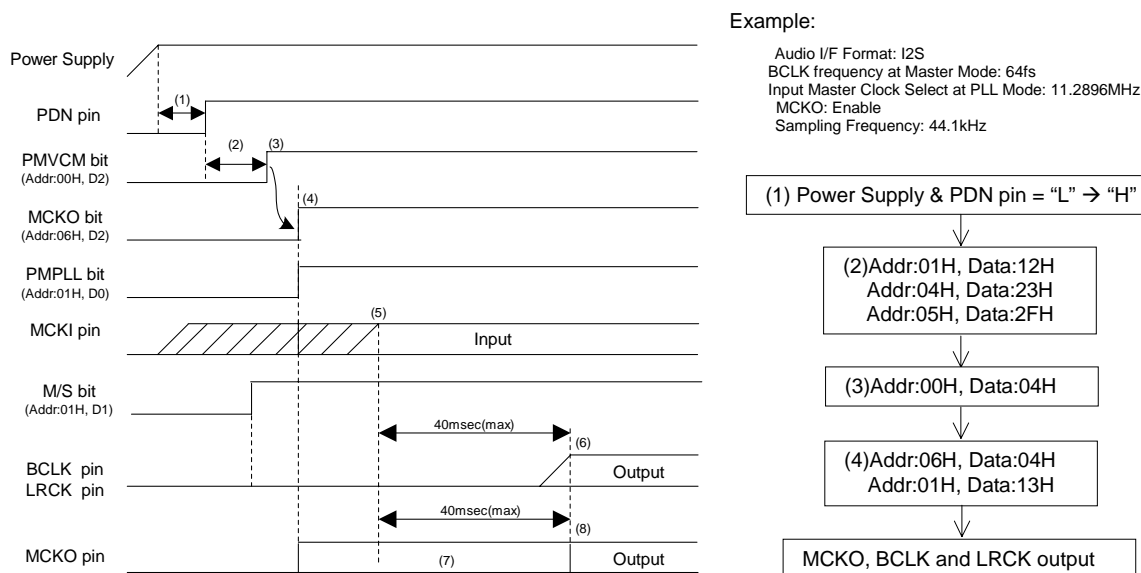 Power Supply
(1)
PDN pin
(2)
(3)
PMVCM bit
(Addr:00H, D2)
(4)
MCKO bit
(Addr:06H, D2)
PMPLL bit
(Addr:01H, D0)
(5)
MCKI pin
Input
M/S bit
(Addr:01H, D1)
40msec(max)
(6)
BCLK pin
LRCK pin
Output
40msec(max)
(8)
MCKO pin
(7)
Output
Example:
Audio I/F Format: I2S
BCLK frequency at Master Mode: 64fs
Input Master Clock Select at PLL Mode: 11.2896MHz
MCKO: Enable
Sampling Frequency: 44.1kHz
(1) Power Supply & PDN pin = “L” → “H”
(2)Addr:01H, Data:12H
Addr:04H, Data:23H
Addr:05H, Data:2FH
(3)Addr:00H, Data:04H
(4)Addr:06H, Data:04H
Addr:01H, Data:13H
MCKO, BCLK and LRCK output